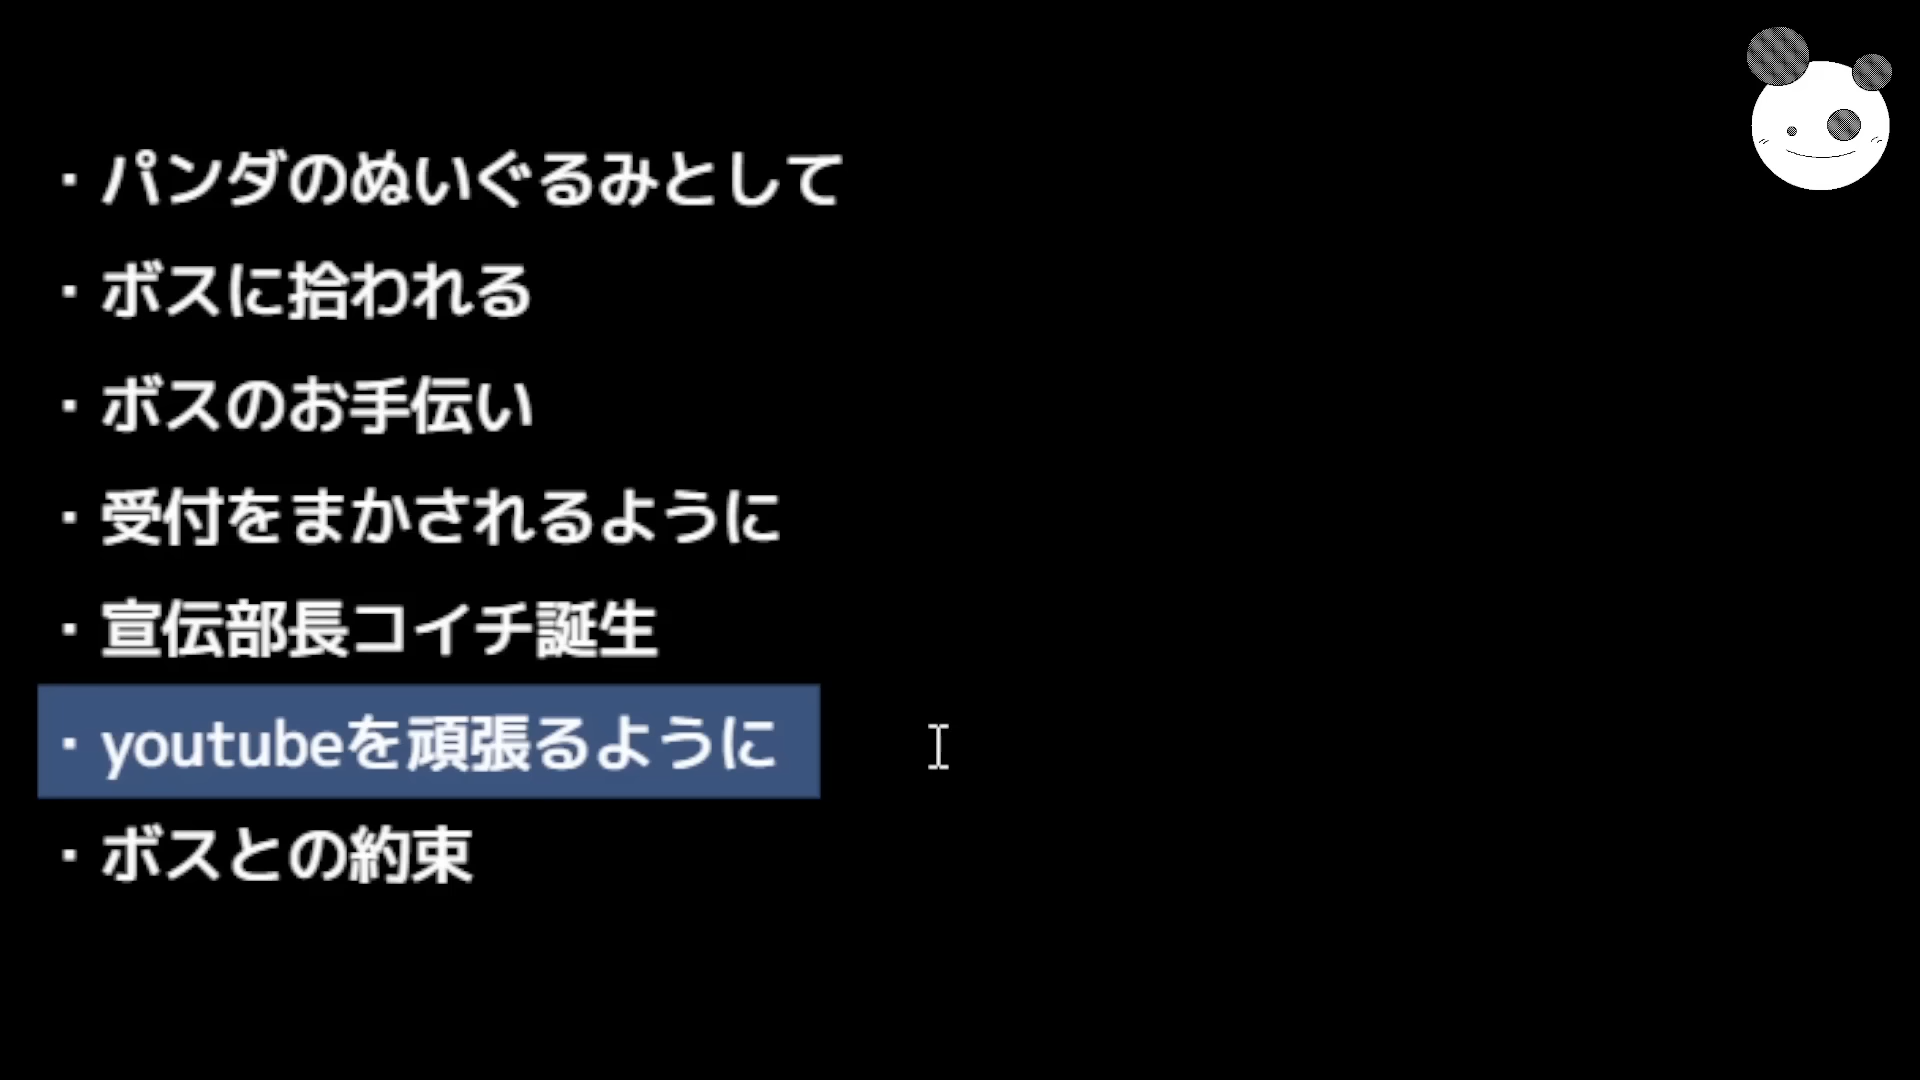 ・パンダのぬいぐるみとして
・ボスに拾われる
・ボスのお手伝い
・受付をまかされるように
・宣伝部長コイチ誕生
・youtubeを頑張るように
・ボスとの約束